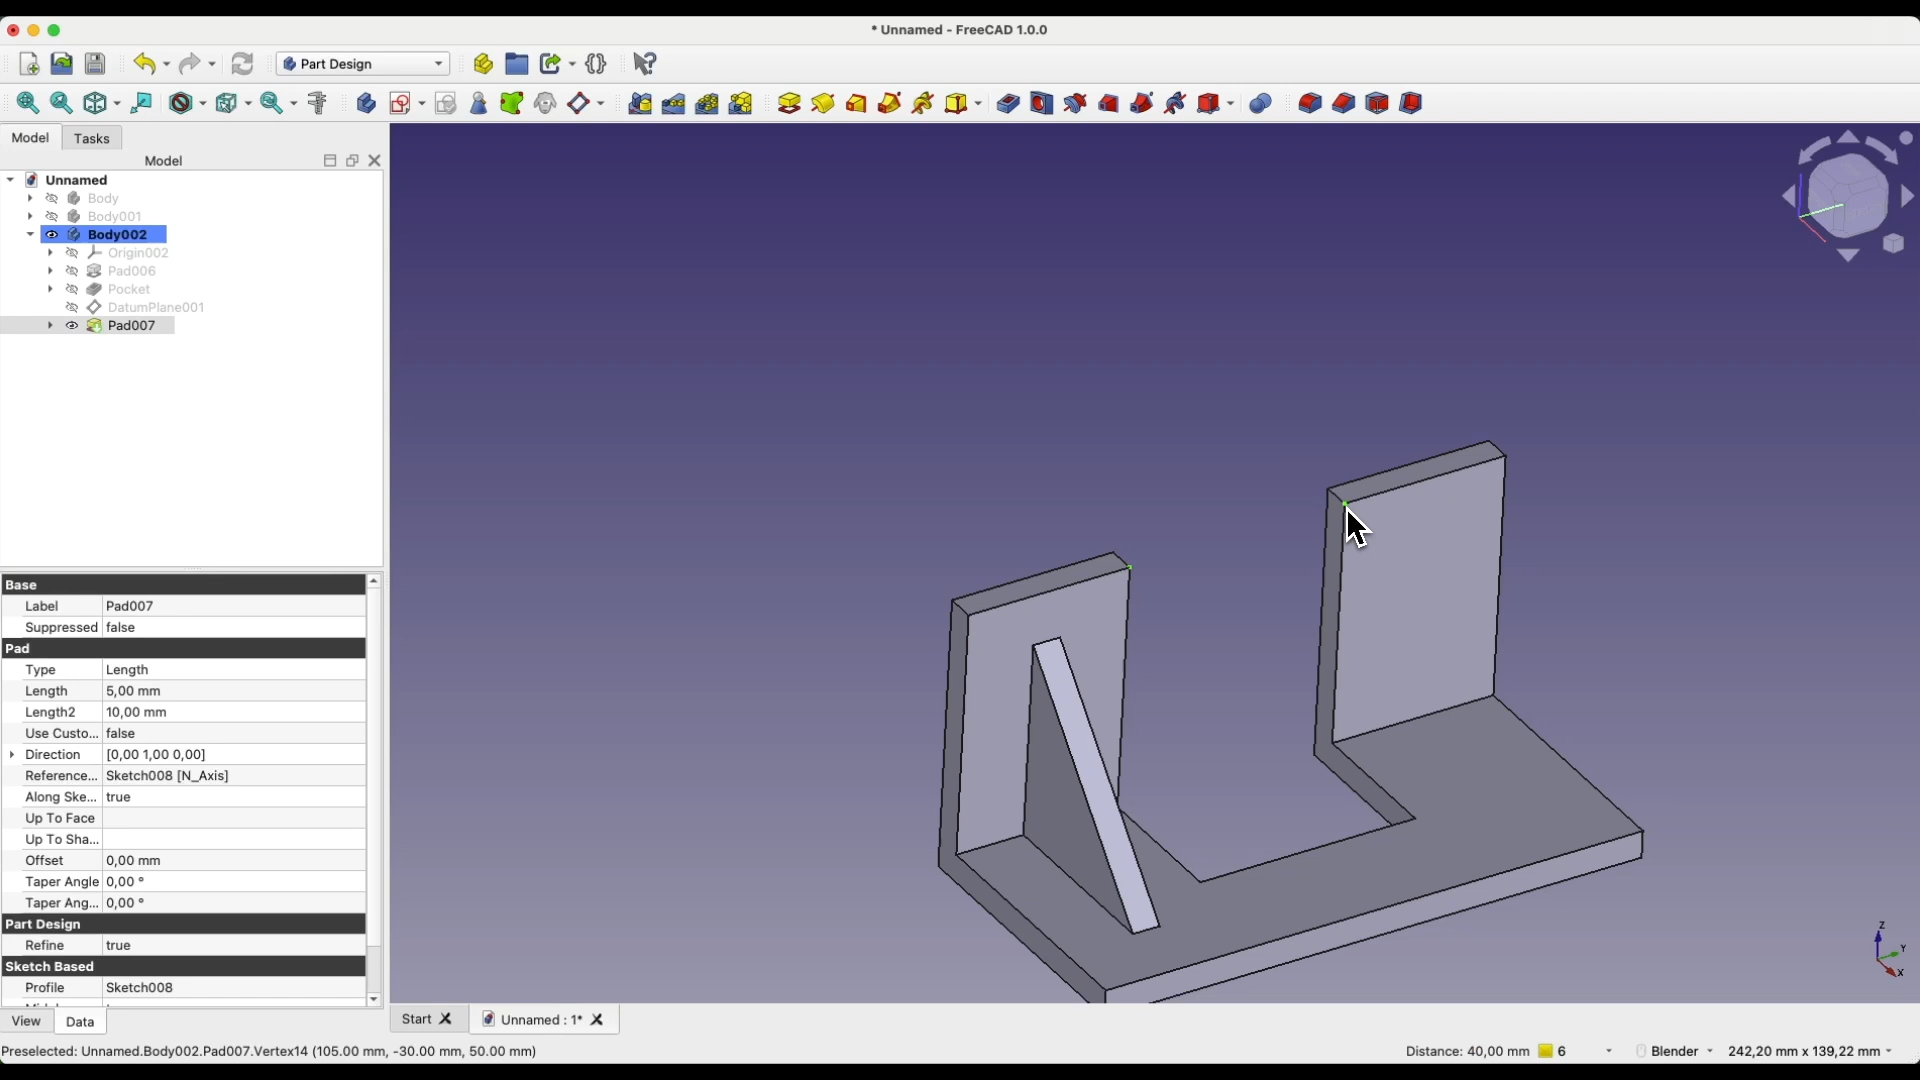 * Unnamed - FreeCAD 1.0.0
Part Design
Model Tasks
Model
Unnamed
Body
Body001
Body002
Origin002
Pad006
Pocket
DatumPlane001
Pad007
Base
Label Pad007
Suppressed false
Pad
Type Length
Length 5,00 mm
Length2 10,00 mm
Use Custo... false
Direction [0,00 1,00 0,00]
Reference... Sketch008 [N_Axis]
Along Ske... true
Up To Face
Up To Sha...
Offset 0,00 mm
Taper Angle 0,00 °
Taper Ang... 0,00 °
Part Design
Refine true
Sketch Based
Profile Sketch008
View Data
Start
Unnamed : 1*
Z
Y
X
Preselected: Unnamed.Body002.Pad007.Vertex14 (105.00 mm, -30.00 mm, 50.00 mm)
Distance: 40,00 mm 6 Blender 242,20 mm x 139,22 mm